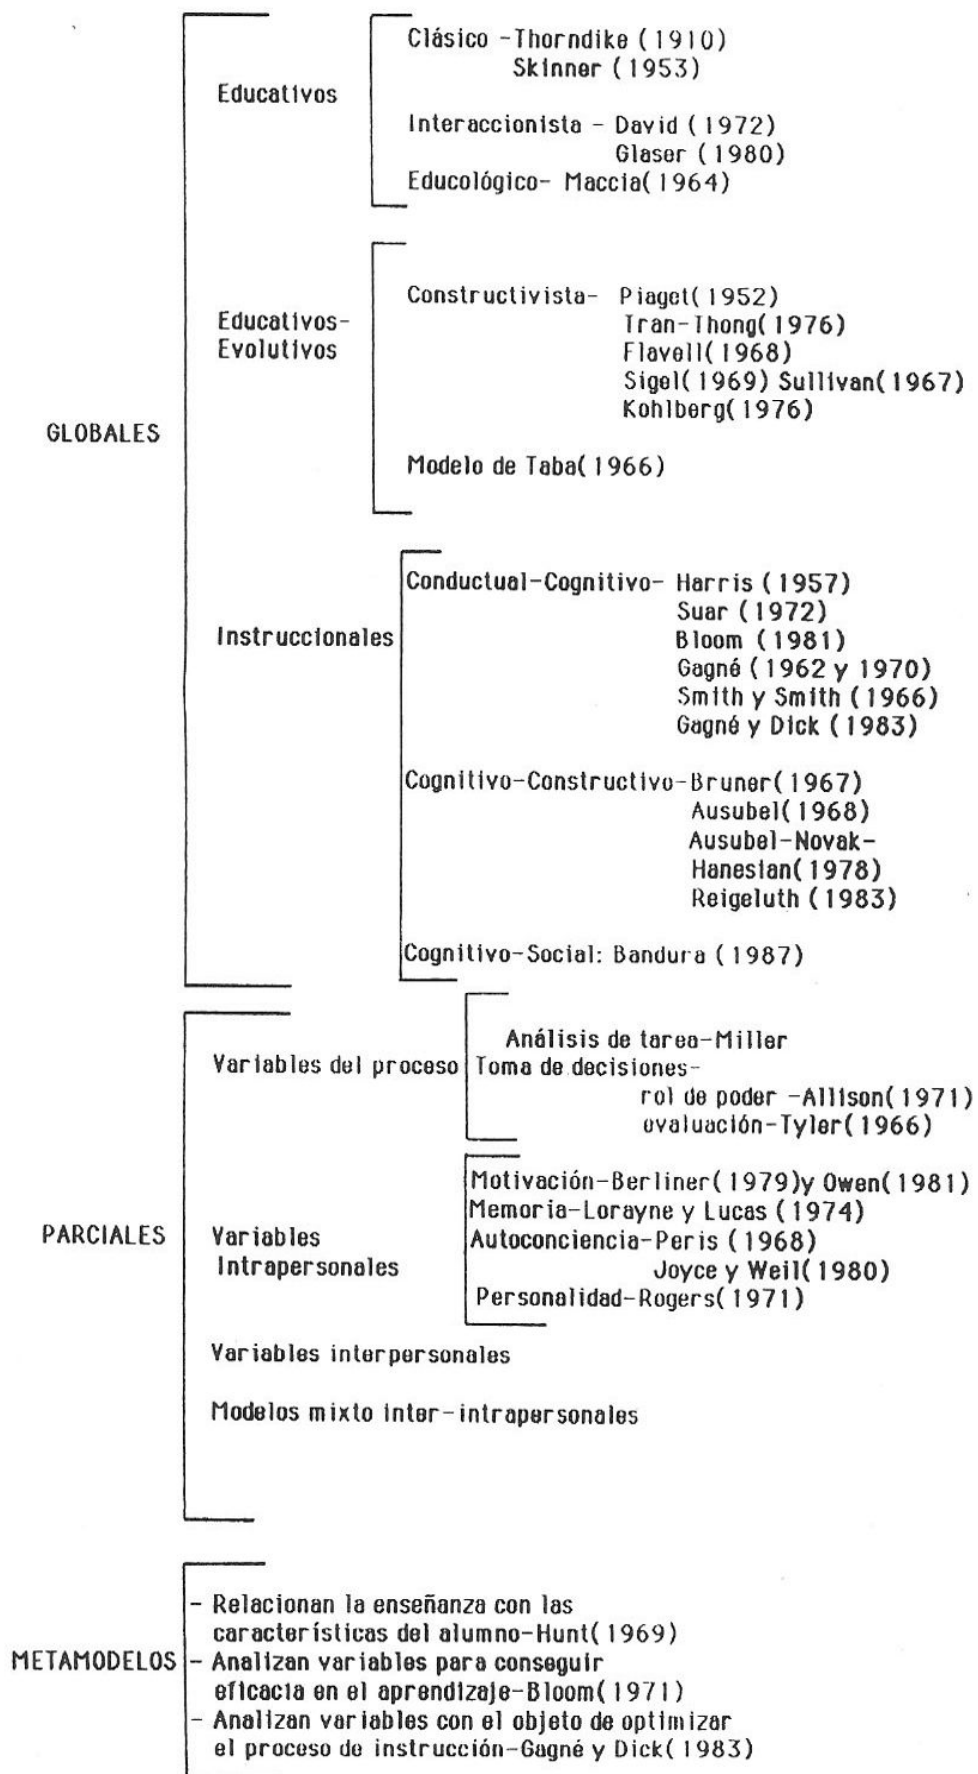 Clásico -Thorndike (1910)
Skinner (1953)
Educativos
Interaccionista - David (1972)
Glaser (1980)
Educológico- Maccia(1964)
Constructivista- Piaget(1952)
Educativos-
Evolutivos
Tran-Thong(1976)
Flavell(1968)
Sigel(1969) Sullivan(1967)
Kohlberg(1976)
GLOBALES
Modelo de Taba(1966)
Conductual-Cognitivo- Harris (1957)
Suar (1972)
Instruccionales
Bloom (1981)
Gagné (1962 y 1970)
Smith y Smith (1966)
Gagné y Dick (1983)
Cognitivo-Constructivo-Bruner(1967)
Ausubel(1968)
Ausubel-Novak-
Hanesian(1978)
Reigeluth (1983)
Cognitivo-Social: Bandura (1987)
Análisis de tarea-Miller
Variables del proceso
Toma de decisiones-
rol de poder -Allison(1971)
evaluación-Tyler(1966)
Motivación-Berliner(1979)y Owen(1981)
Memoria-Lorayne y Lucas (1974)
PARCIALES
Variables
Intrapersonales
Autoconciencia-Peris (1968)
Joyce y Weil(1980)
Personalidad-Rogers(1971)
Variables interpersonales
Modelos mixto inter-intrapersonales
METAMODELOS
- Relacionan la enseñanza con las
características del alumno-Hunt(1969)
- Analizan variables para conseguir
eficacia en el aprendizaje-Bloom(1971)
- Analizan variables con el objeto de optimizar
el proceso de instrucción-Gagné y Dick(1983)